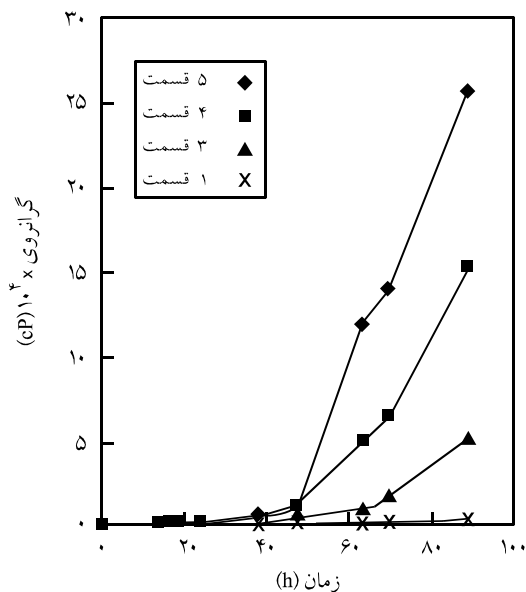 ۳۰
۲۵
۲۰
۱۵
۱۰
۵
۰
۵ قسمت
۴ قسمت
۳ قسمت
۱ قسمت
گرانروی x ۱۰^۴ (cP)
۰ ۲۰ ۴۰ ۶۰ ۸۰ ۱۰۰
زمان (h)